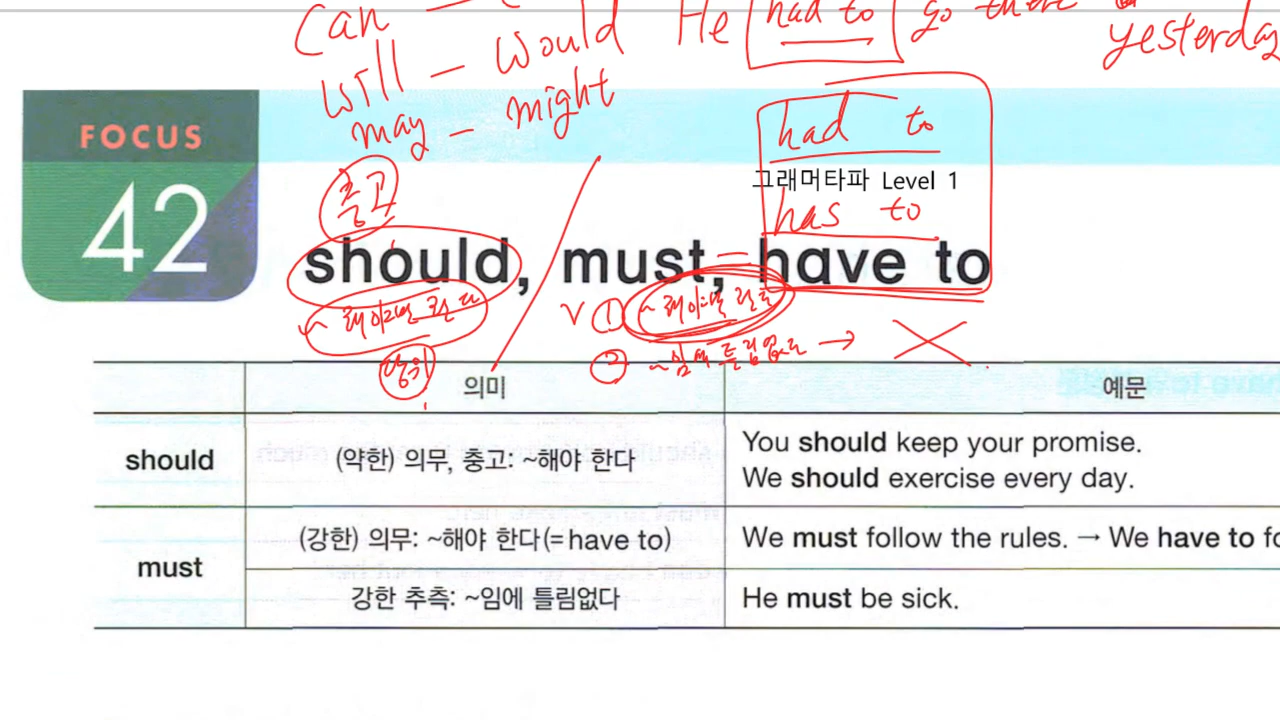 can
will – would
may – might
He had to go there
yesterday
FOCUS
42
충고
had to
그래머타파 Level 1
has to
should, must, = have to
~해야만 한다
① ~해야만 한다
② ~임에 틀림없다 → X
의미
예문
should
(약한) 의무, 충고: ~해야 한다
You should keep your promise.
We should exercise every day.
must
(강한) 의무: ~해야 한다(= have to)
We must follow the rules. → We have to fo
강한 추측: ~임에 틀림없다
He must be sick.